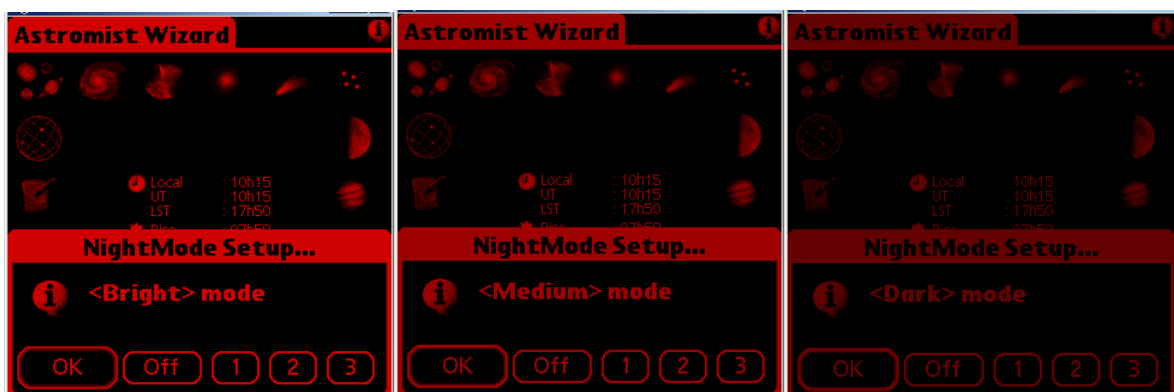 Astromist Wizard
Local : 10h15
UT : 10h15
LST : 17h50
Rise : 07h50
NightMode Setup...
<Bright> mode
OK Off 1 2 3
Astromist Wizard
Local : 10h15
UT : 10h15
LST : 17h50
NightMode Setup...
<Medium> mode
OK Off 1 2 3
Astromist Wizard
Local : 10h15
UT : 10h15
LST : 17h50
NightMode Setup...
<Dark> mode
OK Off 1 2 3